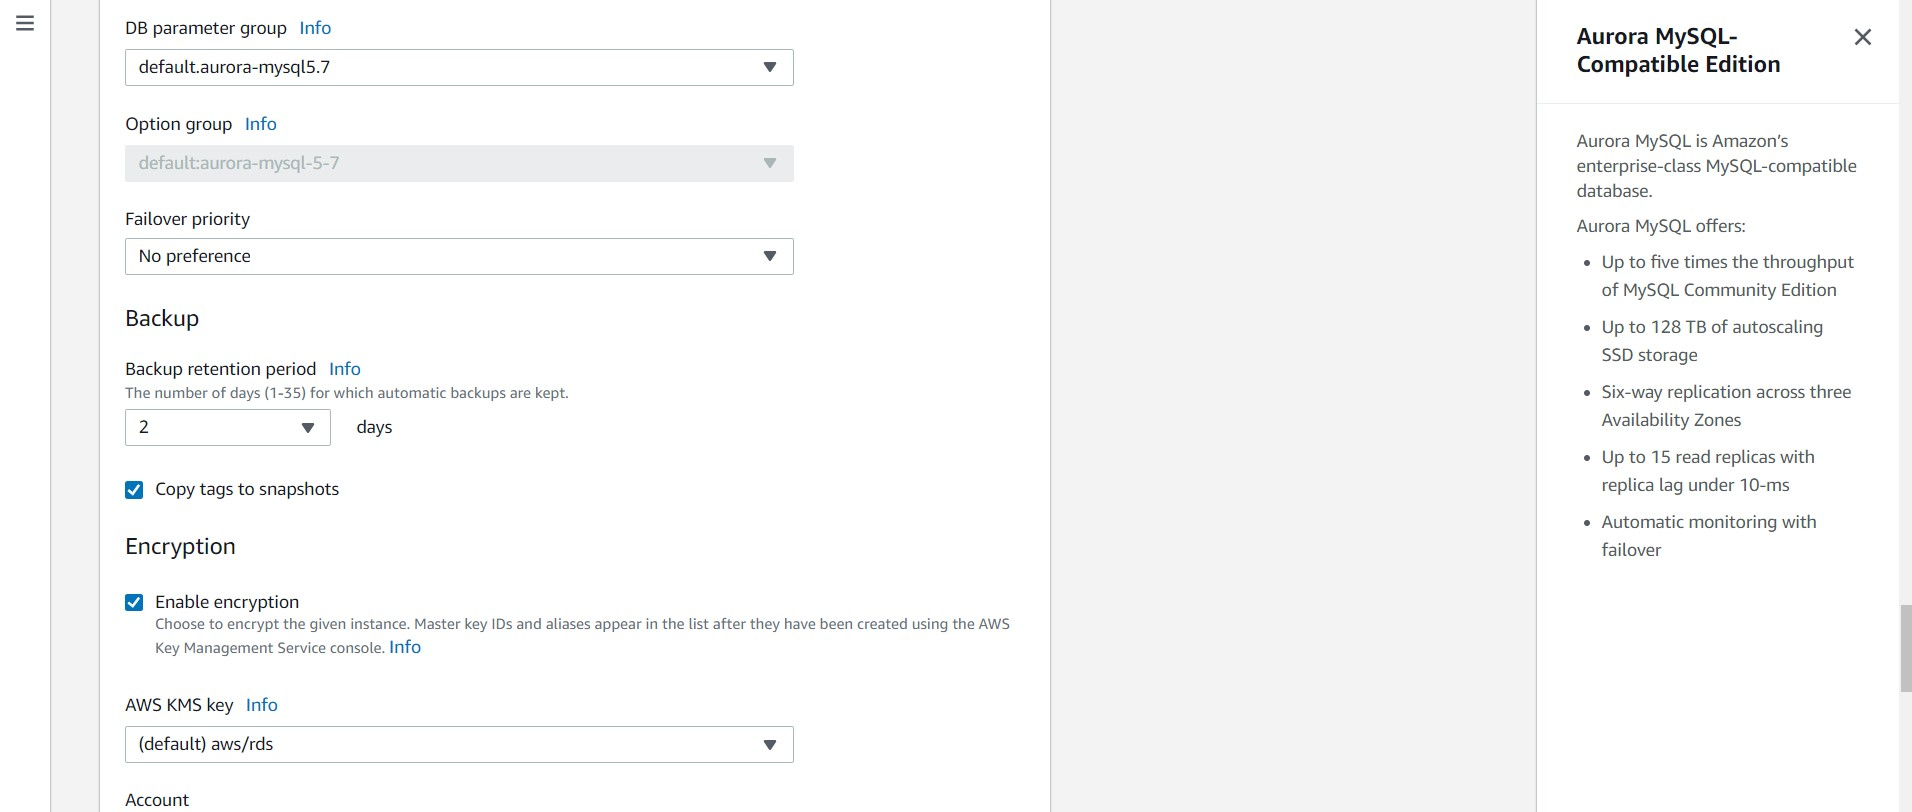 DB parameter group Info
default.aurora-mysql5.7
Option group Info
default:aurora-mysql-5-7
Failover priority
No preference
Backup
Backup retention period Info
The number of days (1-35) for which automatic backups are kept.
2 days
Copy tags to snapshots
Encryption
Enable encryption
Choose to encrypt the given instance. Master key IDs and aliases appear in the list after they have been created using the AWS
Key Management Service console. Info
AWS KMS key Info
(default) aws/rds
Account
Aurora MySQL-
Compatible Edition
Aurora MySQL is Amazon’s
enterprise-class MySQL-compatible
database.
Aurora MySQL offers:
Up to five times the throughput
of MySQL Community Edition
Up to 128 TB of autoscaling
SSD storage
Six-way replication across three
Availability Zones
Up to 15 read replicas with
replica lag under 10-ms
Automatic monitoring with
failover